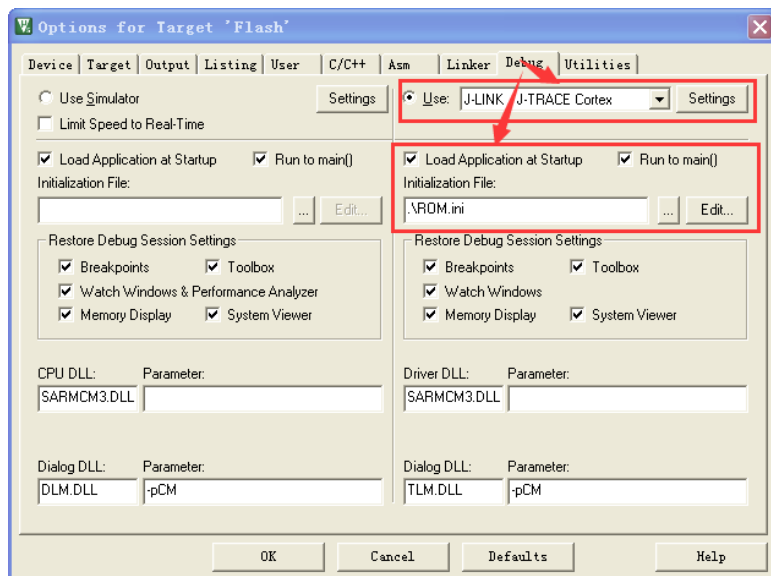 Options for Target 'Flash'
Device Target Output Listing User C/C++ Asm Linker Debug Utilities
Use Simulator Settings Use: J-LINK / J-TRACE Cortex Settings
Limit Speed to Real-Time
Load Application at Startup Run to main() Load Application at Startup Run to main()
Initialization File: Initialization File:
... Edit... .\ROM.ini ... Edit...
Restore Debug Session Settings Restore Debug Session Settings
Breakpoints Toolbox Breakpoints Toolbox
Watch Windows & Performance Analyzer Watch Windows
Memory Display System Viewer Memory Display System Viewer
CPU DLL: Parameter: Driver DLL: Parameter:
SARMCM3.DLL SARMCM3.DLL
Dialog DLL: Parameter: Dialog DLL: Parameter:
DLM.DLL -pCM TLM.DLL -pCM
OK Cancel Defaults Help